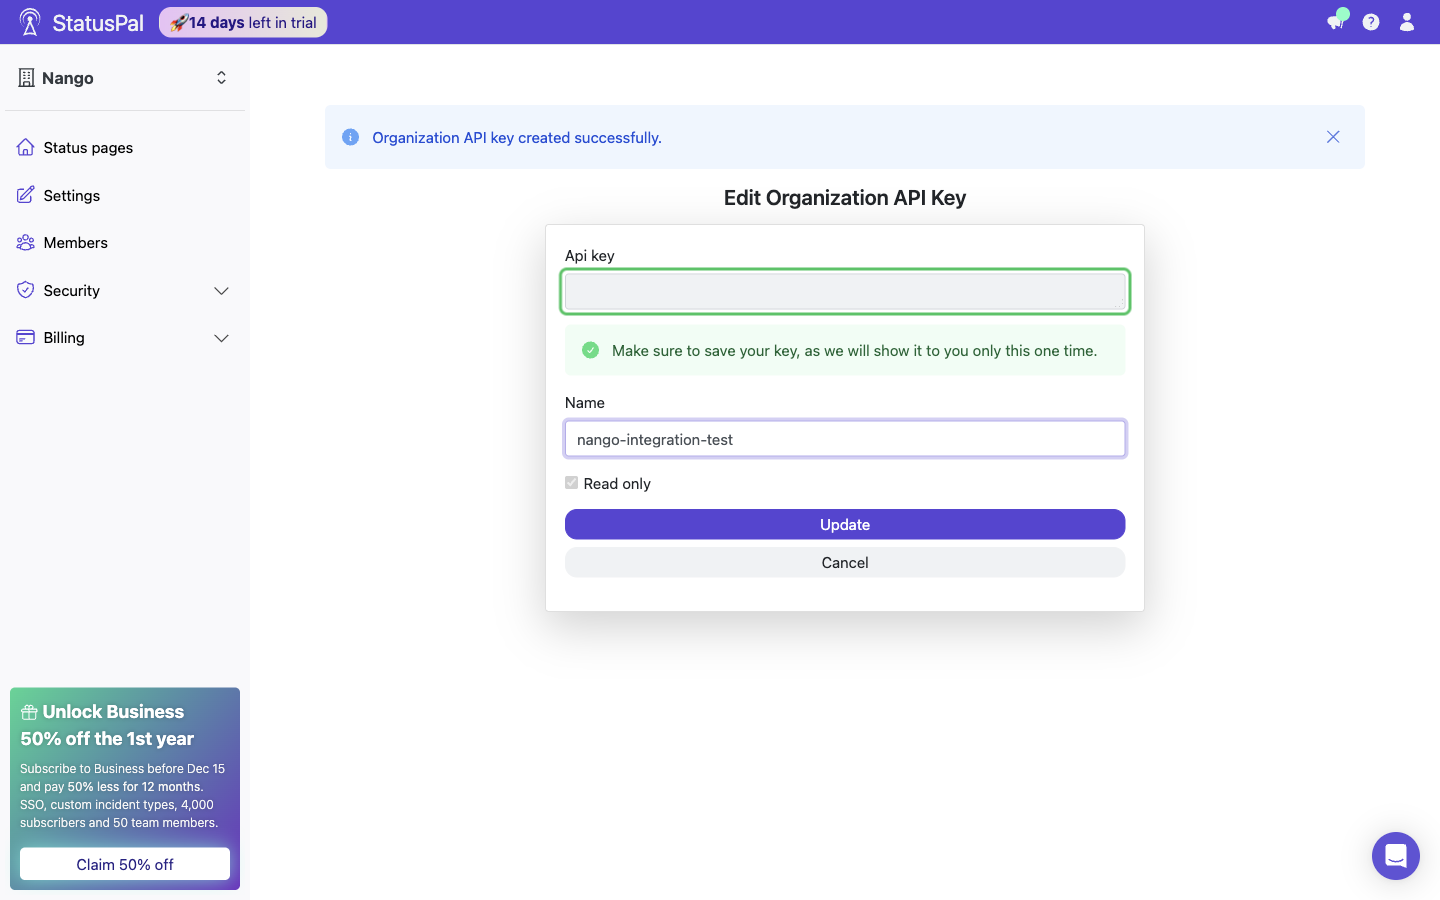 StatusPal
🚀14 days left in trial
?
Nango
Status pages
Settings
Members
Security
Billing
Organization API key created successfully.
Edit Organization API Key
Api key
Make sure to save your key, as we will show it to you only this one time.
Name
nango-integration-test
Read only
Update
Cancel
Unlock Business
50% off the 1st year
Subscribe to Business before Dec 15
and pay 50% less for 12 months.
SSO, custom incident types, 4,000
subscribers and 50 team members.
Claim 50% off